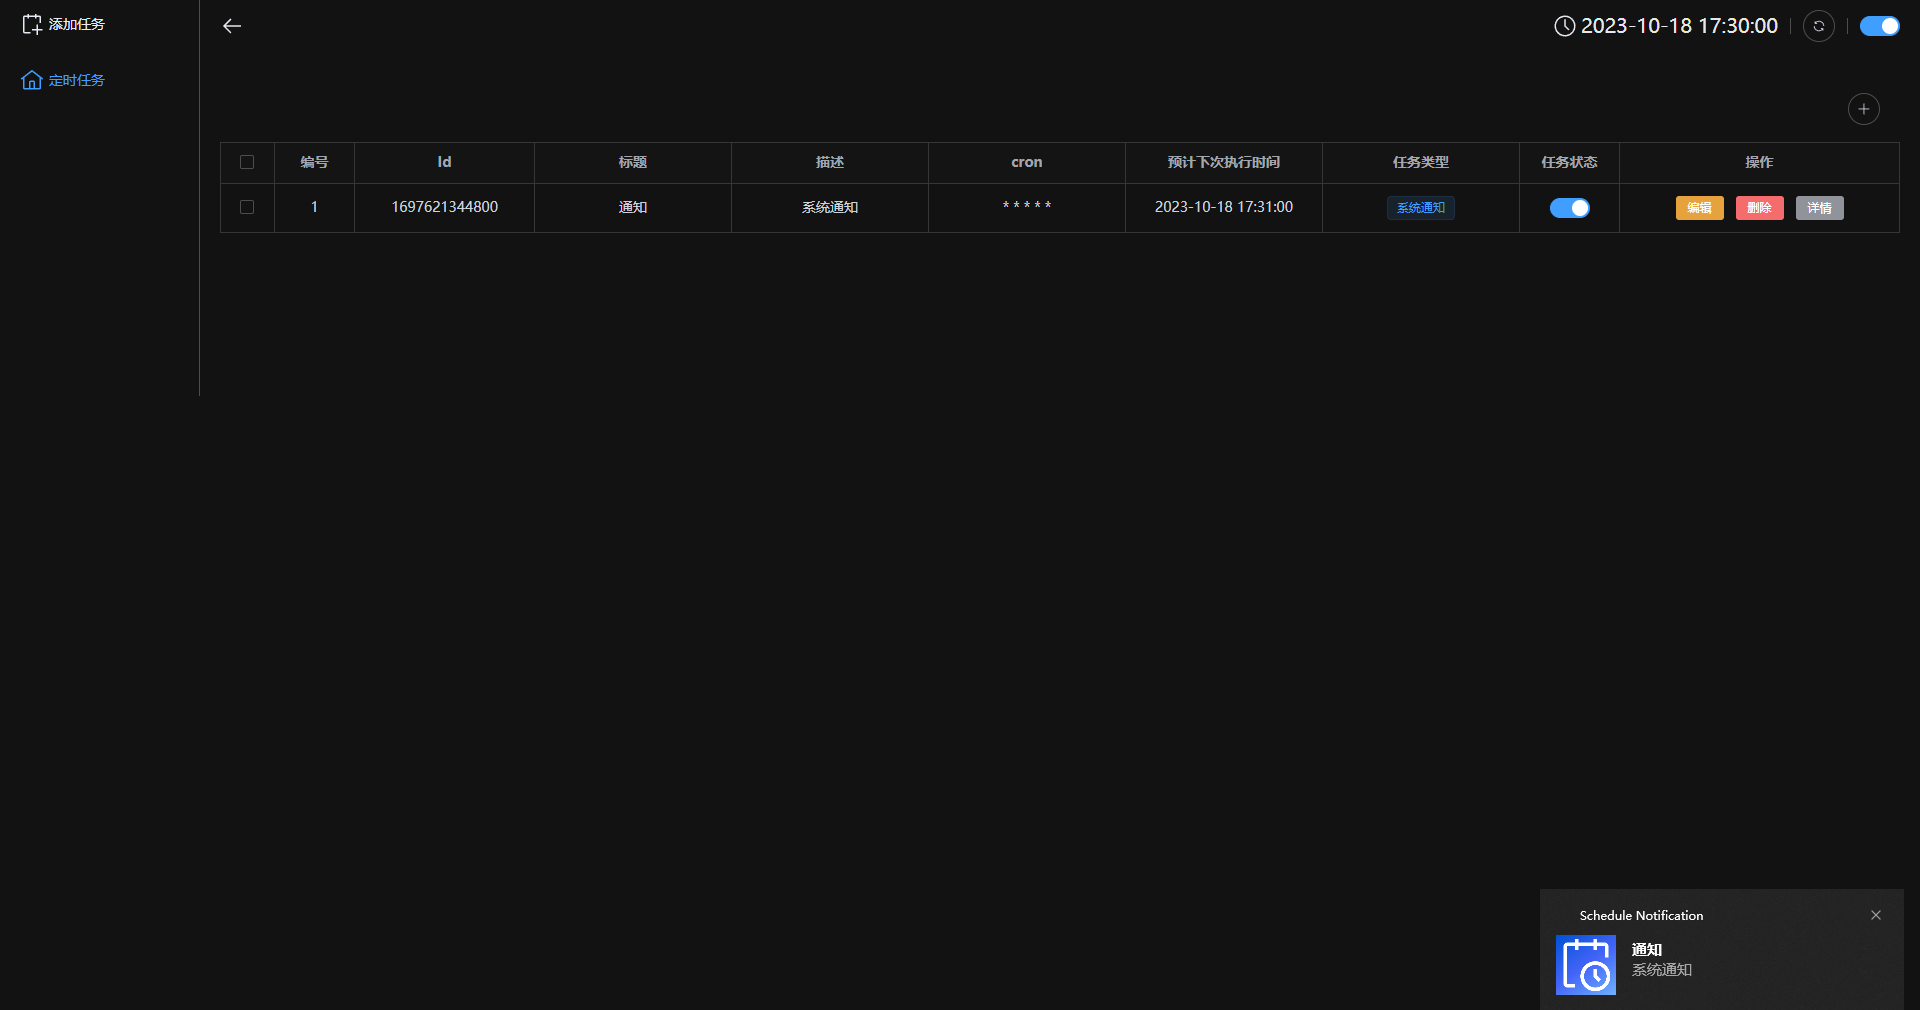 添加任务
定时任务
2023-10-18 17:30:00
编号 Id 标题 描述 cron 预计下次执行时间 任务类型 任务状态 操作
1 1697621344800 通知 系统通知 * * * * * 2023-10-18 17:31:00 系统通知 编辑 删除 详情
Schedule Notification
通知
系统通知